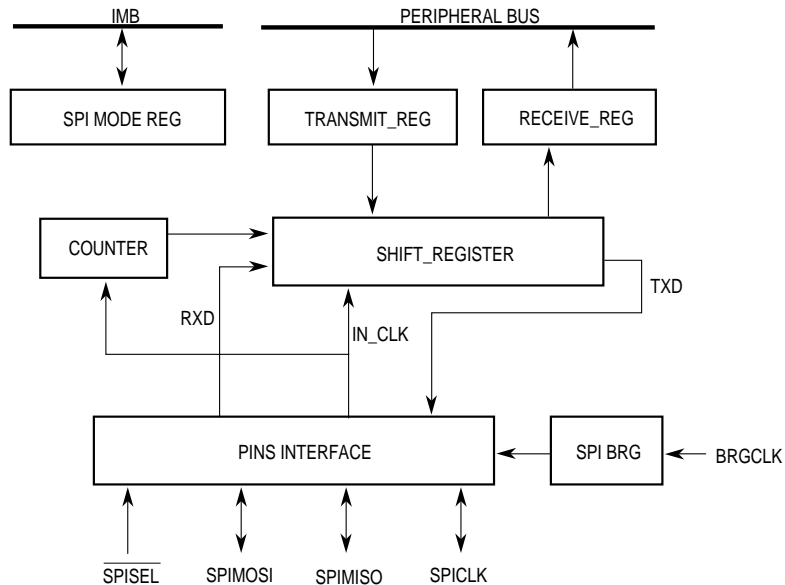 IMB
PERIPHERAL BUS
SPI MODE REG
TRANSMIT_REG
RECEIVE_REG
COUNTER
SHIFT_REGISTER
TXD
RXD
IN_CLK
PINS INTERFACE
SPI BRG
BRGCLK
SPISEL
SPIMOSI
SPIMISO
SPICLK